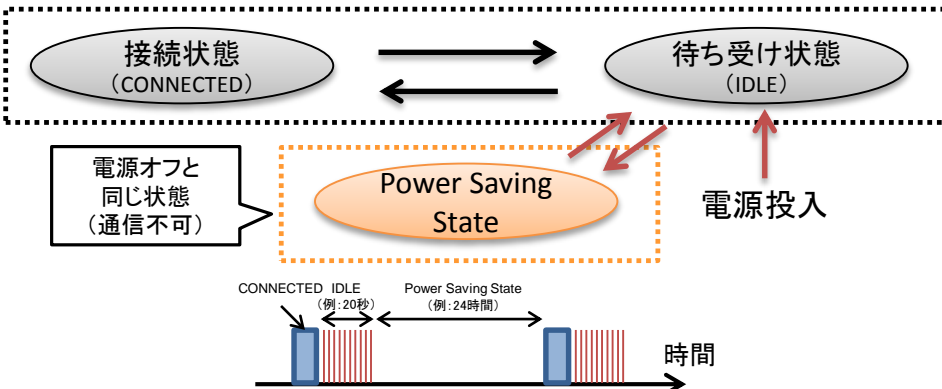 接続状態
(CONNECTED)
待ち受け状態
(IDLE)
電源オフと
同じ状態
(通信不可)
Power Saving
State
電源投入
CONNECTED IDLE
(例:20秒)
Power Saving State
(例:24時間)
時間